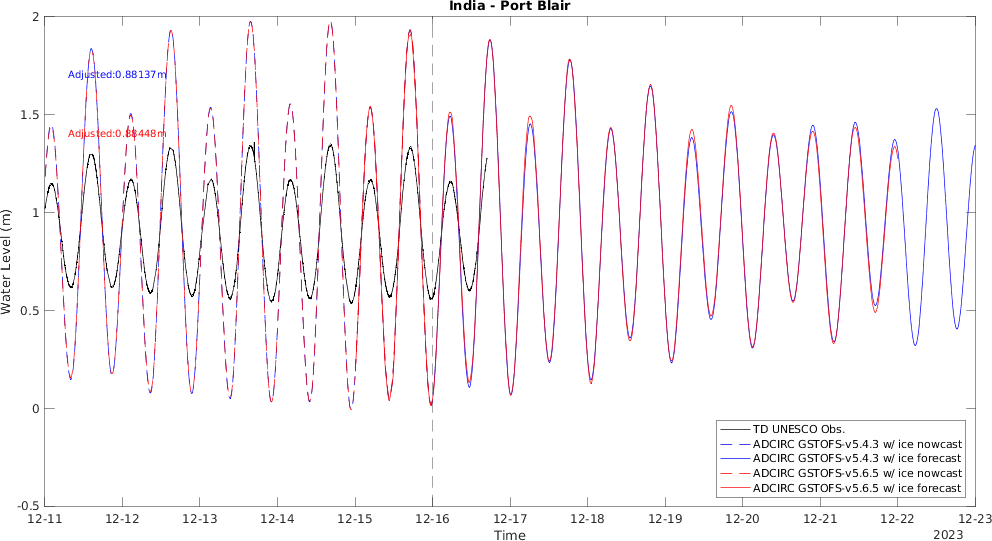 India - Port Blair
2
1.5
1
0.5
0
-0.5
Water Level (m)
Adjusted:0.88137m
Adjusted:0.88448m
TD UNESCO Obs.
ADCIRC GSTOFS-v5.4.3 w/ ice nowcast
ADCIRC GSTOFS-v5.4.3 w/ ice forecast
ADCIRC GSTOFS-v5.6.5 w/ ice nowcast
ADCIRC GSTOFS-v5.6.5 w/ ice forecast
12-11 12-12 12-13 12-14 12-15 12-16 12-17 12-18 12-19 12-20 12-21 12-22 12-23
Time
2023